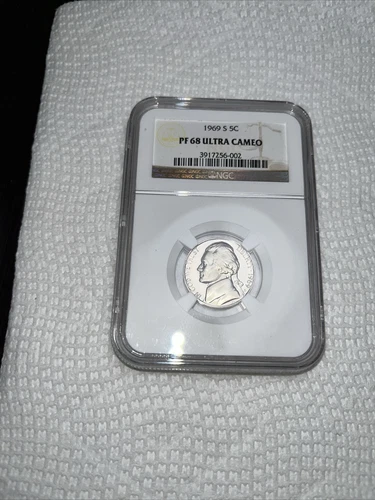 1969 S 5C
PF 68 ULTRA CAMEO
3917256-002
NGC